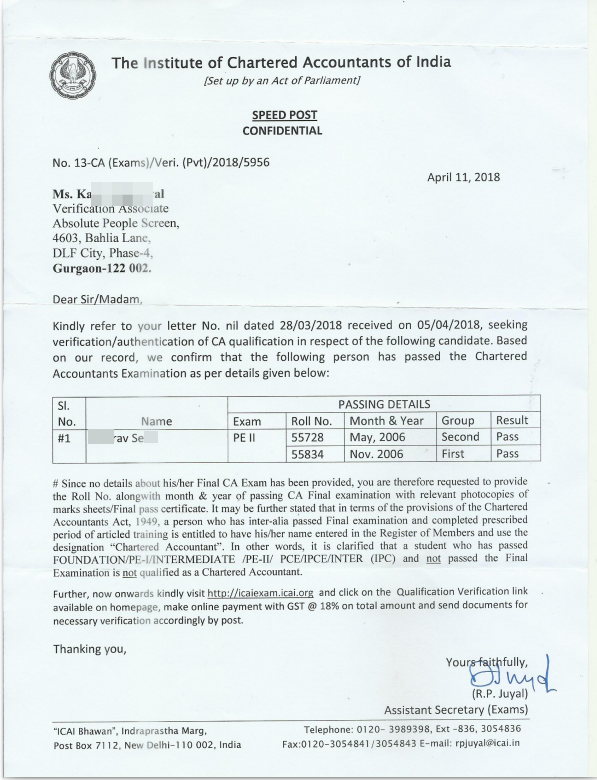 The Institute of Chartered Accountants of India
[Set up by an Act of Parliament]
SPEED POST
CONFIDENTIAL
No. 13-CA (Exams)/Veri. (Pvt)/2018/5956
April 11, 2018
Ms. Ka al
Verification Associate
Absolute People Screen,
4603, Bahlia Lane,
DLF City, Phase-4,
Gurgaon-122 002.
Dear Sir/Madam,
Kindly refer to your letter No. nil dated 28/03/2018 received on 05/04/2018, seeking
verification/authentication of CA qualification in respect of the following candidate. Based
on our record, we confirm that the following person has passed the Chartered
Accountants Examination as per details given below:
Sl. No. Name PASSING DETAILS
Exam Roll No. Month & Year Group Result
#1 rav Se PE II 55728 May, 2006 Second Pass
55834 Nov. 2006 First Pass
# Since no details about his/her Final CA Exam has been provided, you are therefore requested to provide
the Roll No. alongwith month & year of passing CA Final examination with relevant photocopies of
marks sheets/Final pass certificate. It may be further stated that in terms of the provisions of the Chartered
Accountants Act, 1949, a person who has inter-alia passed Final examination and completed prescribed
period of articled training is entitled to have his/her name entered in the Register of Members and use the
designation "Chartered Accountant". In other words, it is clarified that a student who has passed
FOUNDATION/PE-I/INTERMEDIATE /PE-II/ PCE/IPCE/INTER (IPC) and not passed the Final
Examination is not qualified as a Chartered Accountant.
Further, now onwards kindly visit http://icaiexam.icai.org and click on the Qualification Verification link
available on homepage, make online payment with GST @ 18% on total amount and send documents for
necessary verification accordingly by post.
Thanking you,
Yours faithfully,
(R.P. Juyal)
Assistant Secretary (Exams)
"ICAI Bhawan", Indraprastha Marg,
Post Box 7112, New Delhi-110 002, India
Telephone: 0120- 3989398, Ext -836, 3054836
Fax:0120-3054841/3054843 E-mail: rpjuyal@icai.in